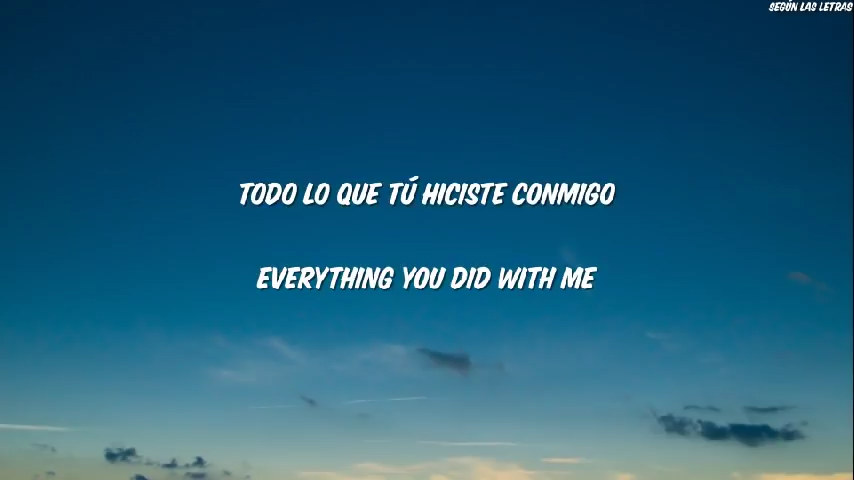 SEGÚN LAS LETRAS
TODO LO QUE TÚ HICISTE CONMIGO
EVERYTHING YOU DID WITH ME